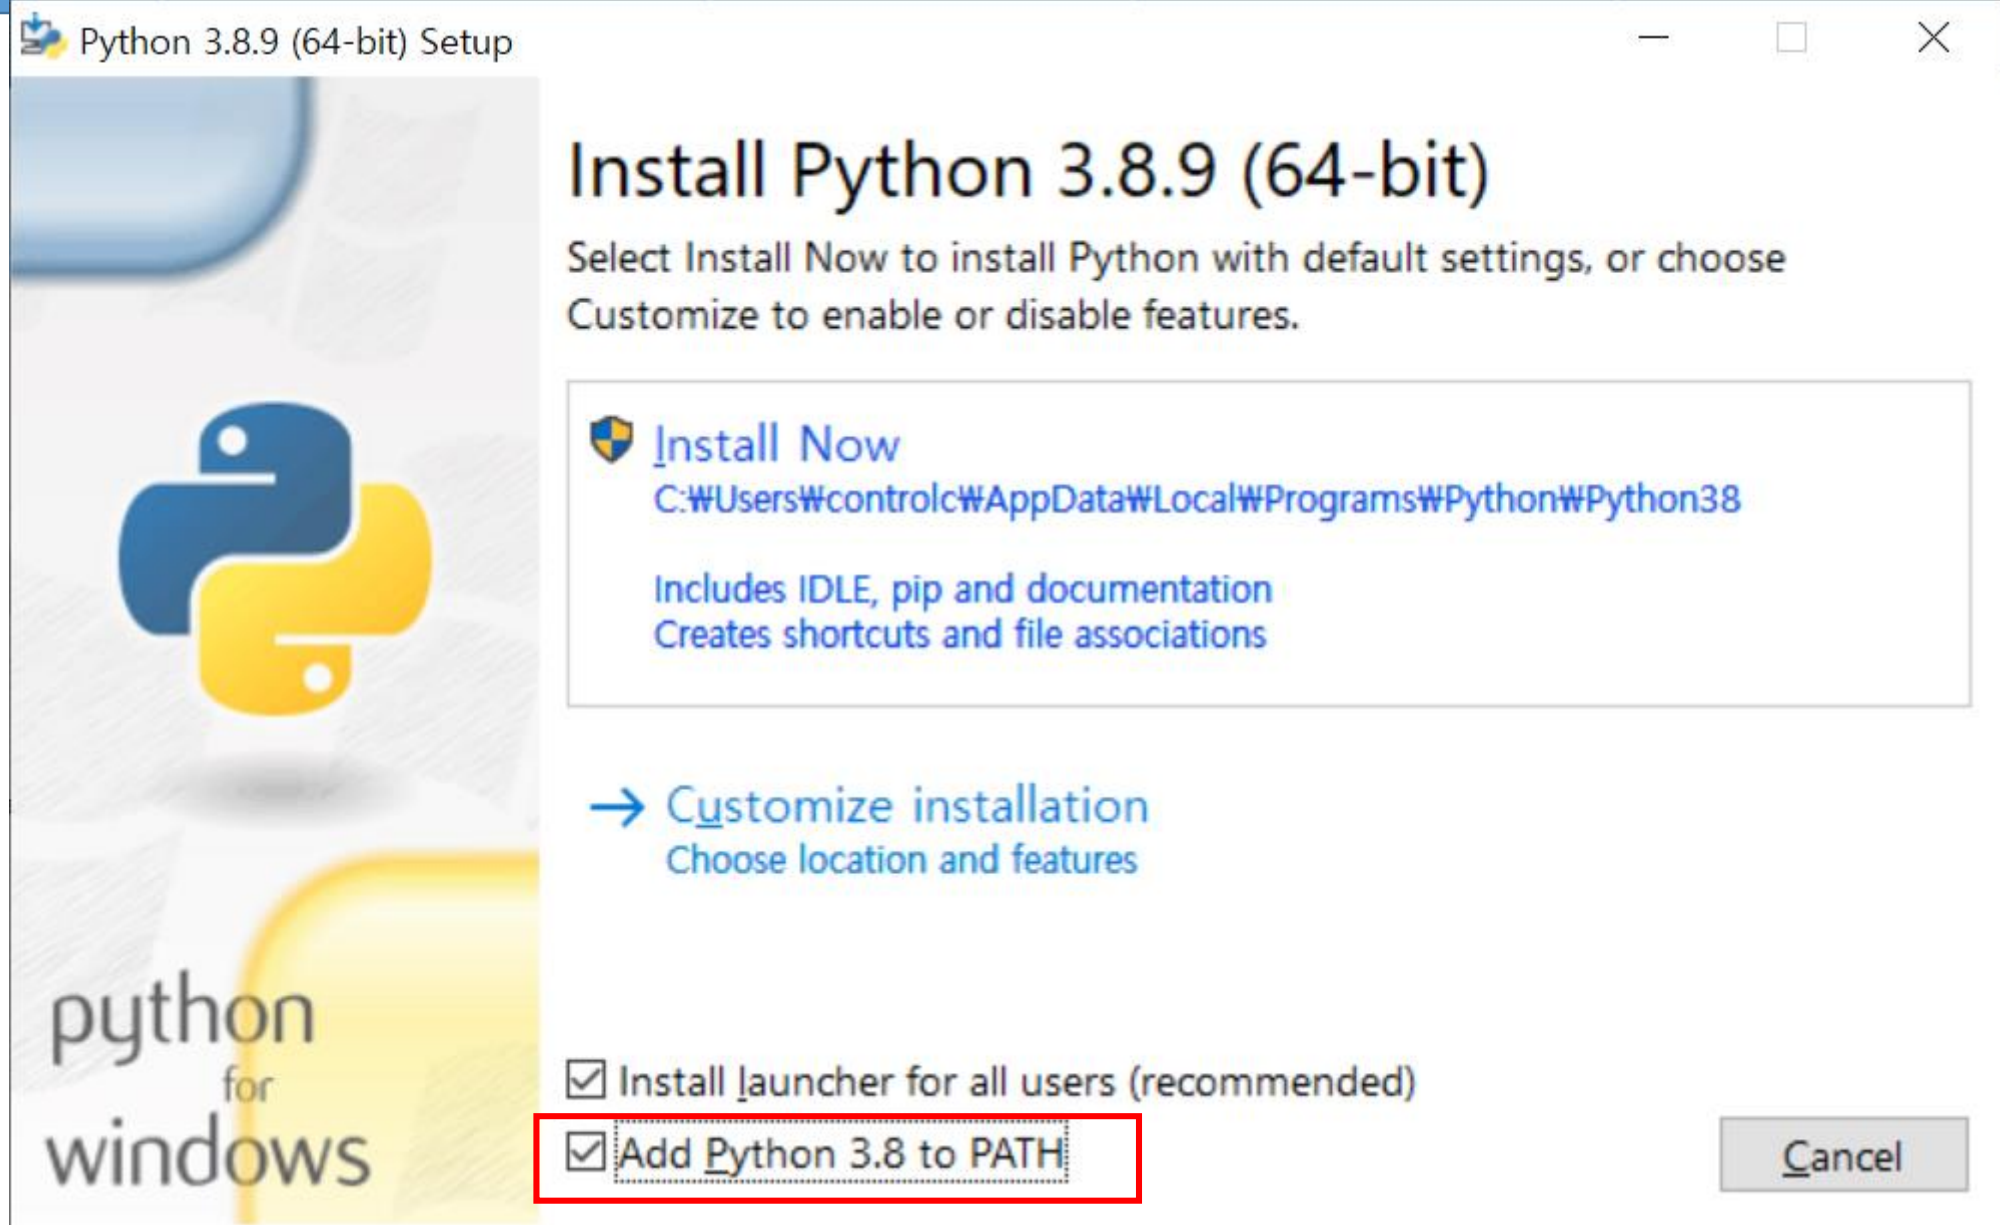 Python 3.8.9 (64-bit) Setup
Install Python 3.8.9 (64-bit)
Select Install Now to install Python with default settings, or choose
Customize to enable or disable features.
Install Now
C:₩Users₩controlc₩AppData₩Local₩Programs₩Python₩Python38
Includes IDLE, pip and documentation
Creates shortcuts and file associations
Customize installation
Choose location and features
python
for
windows
Install launcher for all users (recommended)
Add Python 3.8 to PATH
Cancel